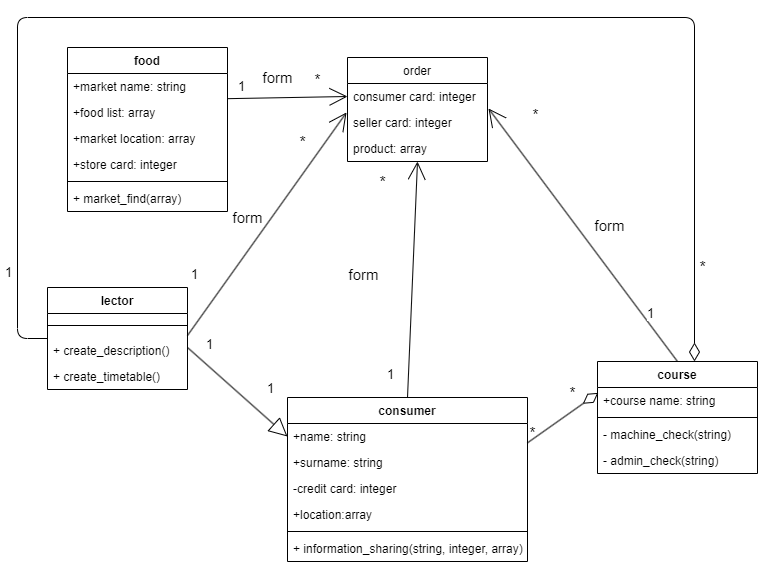 food
+market name: string
+food list: array
+market location: array
+store card: integer
+ market_find(array)
1
form
*
order
consumer card: integer
seller card: integer
product: array
*
*
*
form
form
form
1
1
*
lector
+ create_description()
+ create_timetable()
1
1
1
1
consumer
+name: string
+surname: string
-credit card: integer
+location:array
+ information_sharing(string, integer, array)
*
*
course
+course name: string
- machine_check(string)
- admin_check(string)